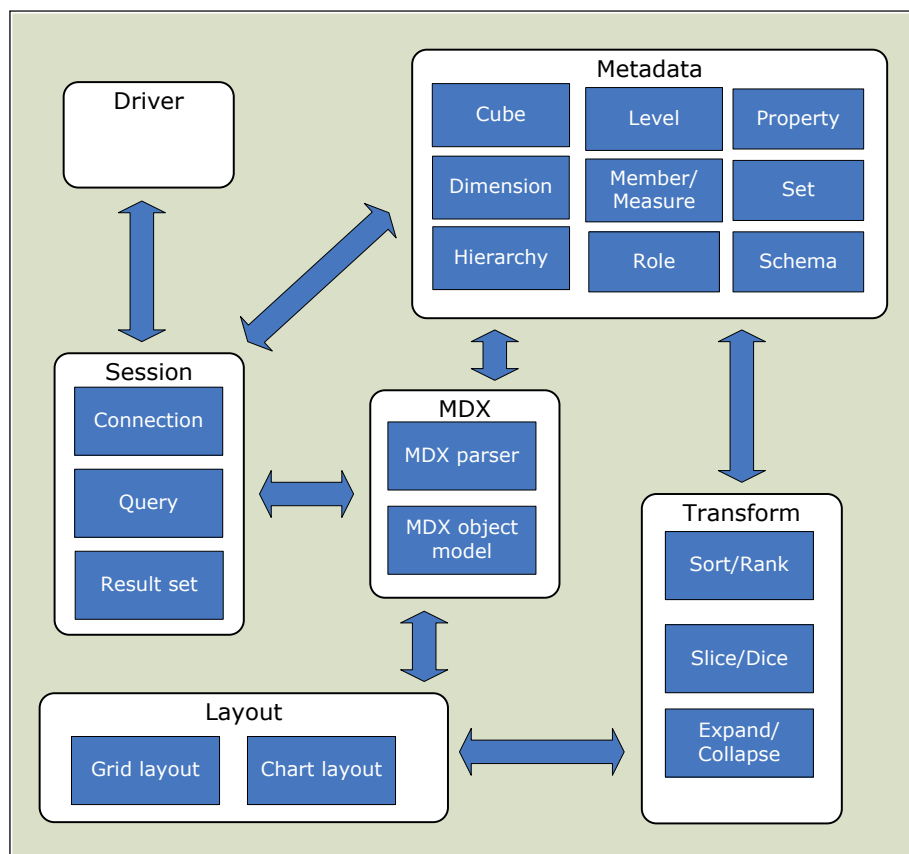 Driver
Metadata
Cube
Level
Property
Dimension
Member/
Measure
Set
Hierarchy
Role
Schema
Session
Connection
Query
Result set
MDX
MDX parser
MDX object
model
Transform
Sort/Rank
Slice/Dice
Expand/
Collapse
Layout
Grid layout
Chart layout